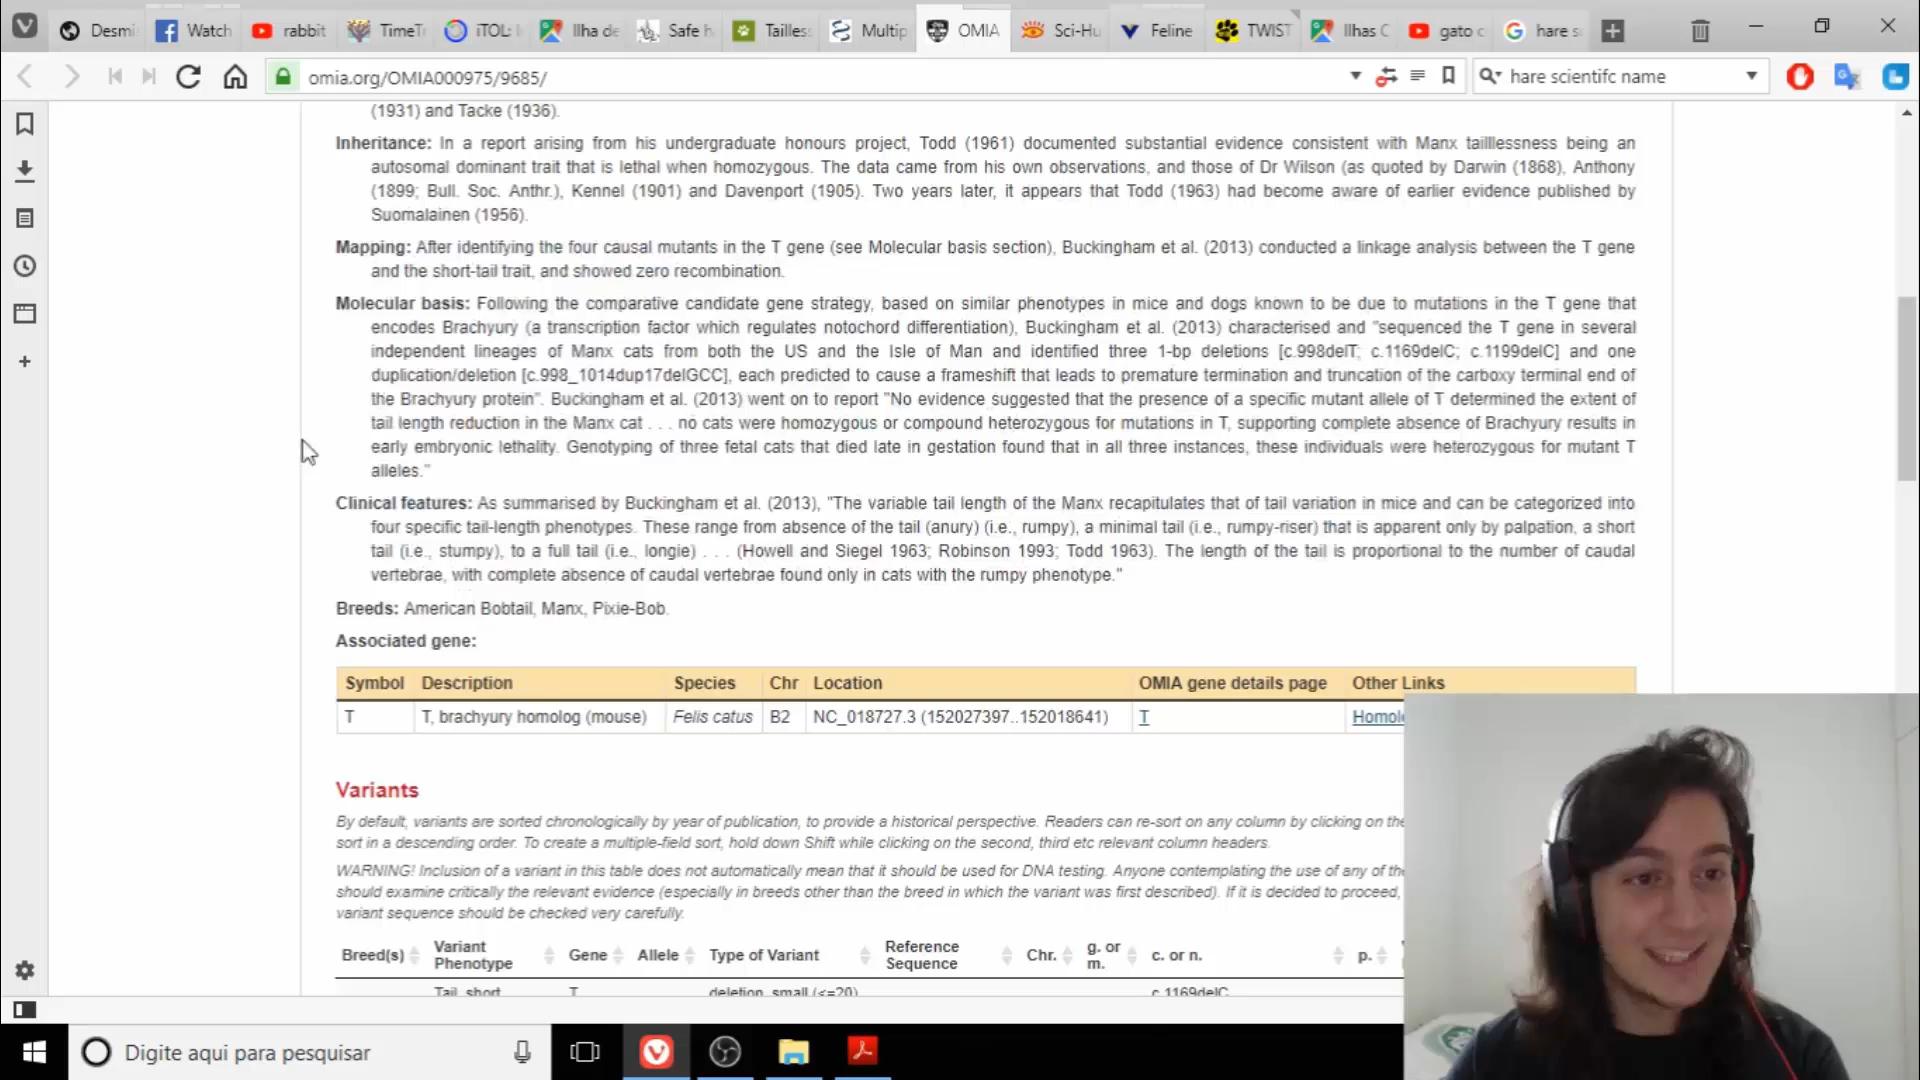 Desmi
Watch
rabbit
TimeT
iTOL:
Ilha de
Safe h
Tailles
Multip
OMIA
Sci-Hu
Feline
TWIST
Ilhas C
gato c
hare s
omia.org/OMIA000975/9685/
hare scientifc name
(1931) and Tacke (1936).
Inheritance: In a report arising from his undergraduate honours project, Todd (1961) documented substantial evidence consistent with Manx taillessness being an
autosomal dominant trait that is lethal when homozygous. The data came from his own observations, and those of Dr Wilson (as quoted by Darwin (1868), Anthony
(1899; Bull. Soc. Anthr.), Kennel (1901) and Davenport (1905). Two years later, it appears that Todd (1963) had become aware of earlier evidence published by
Suomalainen (1956).
Mapping: After identifying the four causal mutants in the T gene (see Molecular basis section), Buckingham et al. (2013) conducted a linkage analysis between the T gene
and the short-tail trait, and showed zero recombination.
Molecular basis: Following the comparative candidate gene strategy, based on similar phenotypes in mice and dogs known to be due to mutations in the T gene that
encodes Brachyury (a transcription factor which regulates notochord differentiation), Buckingham et al. (2013) characterised and "sequenced the T gene in several
independent lineages of Manx cats from both the US and the Isle of Man and identified three 1-bp deletions [c.998delT; c.1169delC; c.1199delC] and one
duplication/deletion [c.998_1014dup17delGCC], each predicted to cause a frameshift that leads to premature termination and truncation of the carboxy terminal end of
the Brachyury protein". Buckingham et al. (2013) went on to report "No evidence suggested that the presence of a specific mutant allele of T determined the extent of
tail length reduction in the Manx cat . . . no cats were homozygous or compound heterozygous for mutations in T, supporting complete absence of Brachyury results in
early embryonic lethality. Genotyping of three fetal cats that died late in gestation found that in all three instances, these individuals were heterozygous for mutant T
alleles."
Clinical features: As summarised by Buckingham et al. (2013), "The variable tail length of the Manx recapitulates that of tail variation in mice and can be categorized into
four specific tail-length phenotypes. These range from absence of the tail (anury) (i.e., rumpy), a minimal tail (i.e., rumpy-riser) that is apparent only by palpation, a short
tail (i.e., stumpy), to a full tail (i.e., longie) . . . (Howell and Siegel 1963; Robinson 1993; Todd 1963). The length of the tail is proportional to the number of caudal
vertebrae, with complete absence of caudal vertebrae found only in cats with the rumpy phenotype."
Breeds: American Bobtail, Manx, Pixie-Bob.
Associated gene:
Symbol Description Species Chr Location OMIA gene details page Other Links
T T, brachyury homolog (mouse) Felis catus B2 NC_018727.3 (152027397..152018641) T Homol
Variants
By default, variants are sorted chronologically by year of publication, to provide a historical perspective. Readers can re-sort on any column by clicking on the
sort in a descending order. To create a multiple-field sort, hold down Shift while clicking on the second, third etc relevant column headers.
WARNING! Inclusion of a variant in this table does not automatically mean that it should be used for DNA testing. Anyone contemplating the use of any of the
should examine critically the relevant evidence (especially in breeds other than the breed in which the variant was first described). If it is decided to proceed,
variant sequence should be checked very carefully.
Breed(s) Variant Phenotype Gene Allele Type of Variant Reference Sequence Chr. g. or m. c. or n. p.
Tail, short T deletion, small (<=20) c.1169delC
Digite aqui para pesquisar